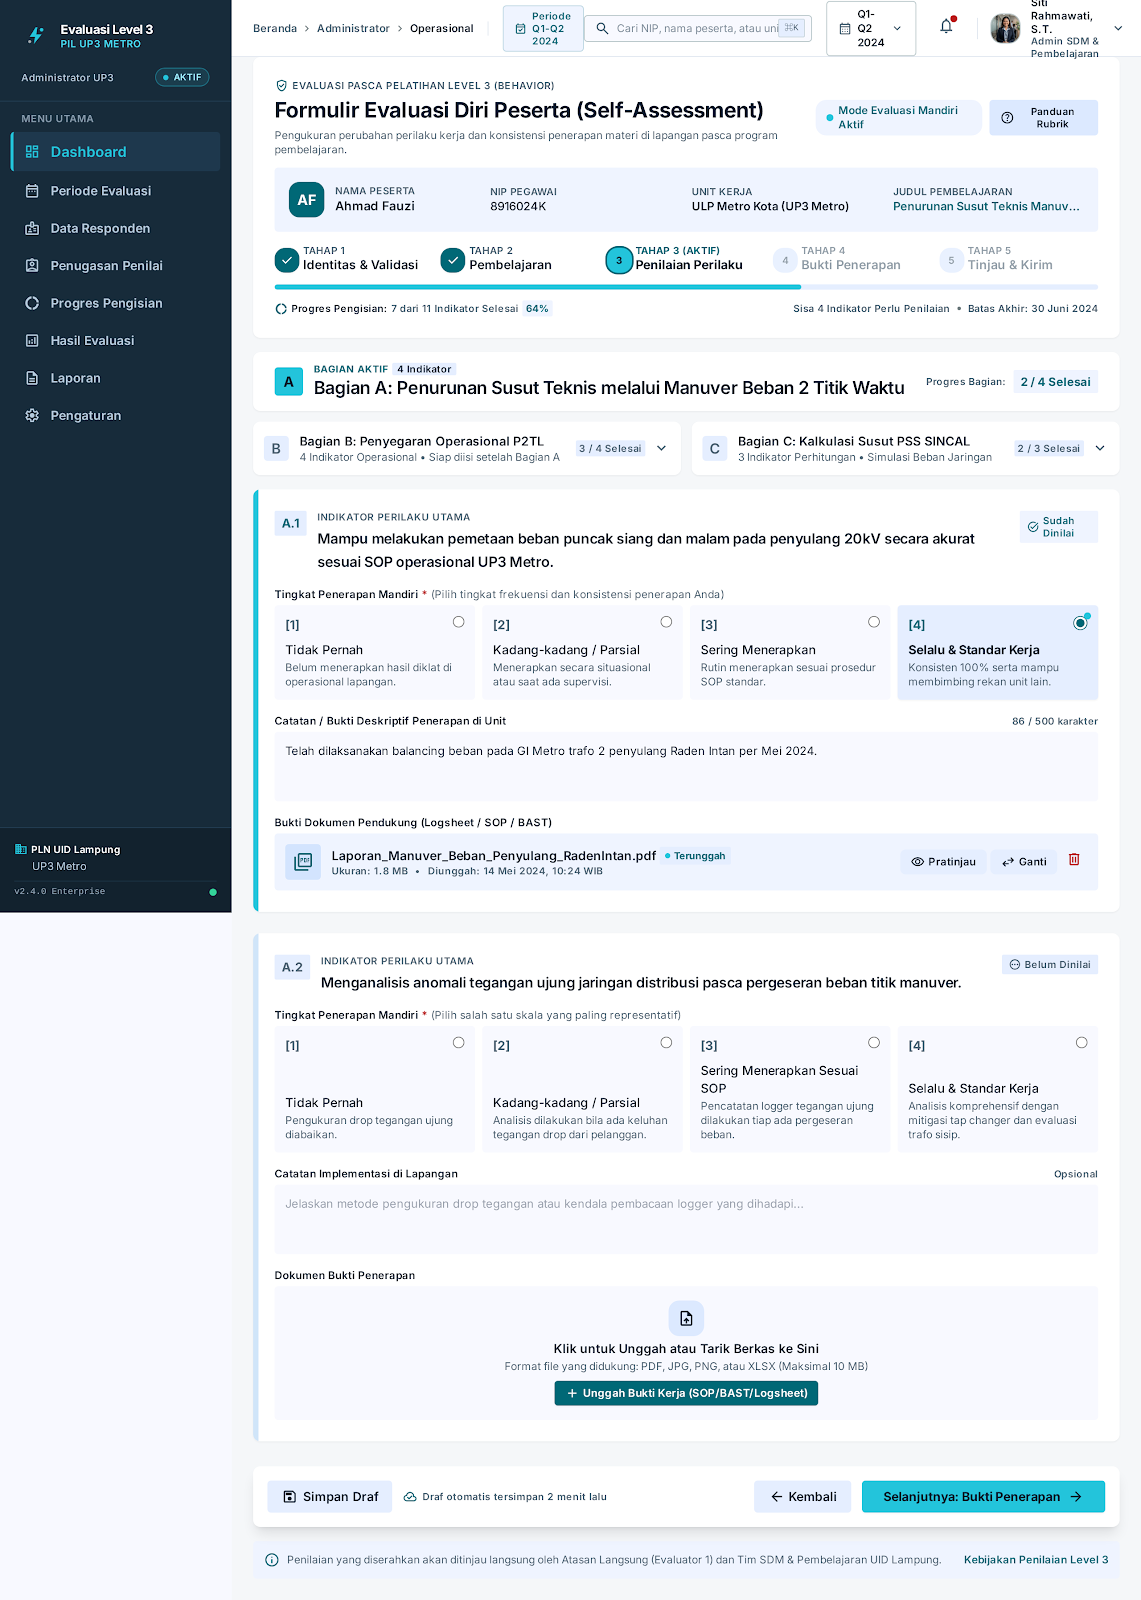 Evaluasi Level 3
PIL UP3 METRO
Administrator UP3
AKTIF
MENU UTAMA
Dashboard
Periode Evaluasi
Data Responden
Penugasan Penilai
Progres Pengisian
Hasil Evaluasi
Laporan
Pengaturan
PLN UID Lampung
UP3 Metro
v2.4.0 Enterprise
Beranda > Administrator > Operasional
Periode
Q1-Q2
2024
Cari NIP, nama peserta, atau uni
⌘K
Q1-
Q2
2024
Siti
Rahmawati,
S.T.
Admin SDM &
Pembelajaran
EVALUASI PASCA PELATIHAN LEVEL 3 (BEHAVIOR)
Formulir Evaluasi Diri Peserta (Self-Assessment)
Pengukuran perubahan perilaku kerja dan konsistensi penerapan materi di lapangan pasca program
pembelajaran.
Mode Evaluasi Mandiri
Aktif
Panduan
Rubrik
AF
NAMA PESERTA
Ahmad Fauzi
NIP PEGAWAI
8916024K
UNIT KERJA
ULP Metro Kota (UP3 Metro)
JUDUL PEMBELAJARAN
Penurunan Susut Teknis Manuv...
TAHAP 1
Identitas & Validasi
TAHAP 2
Pembelajaran
3
TAHAP 3 (AKTIF)
Penilaian Perilaku
4
TAHAP 4
Bukti Penerapan
5
TAHAP 5
Tinjau & Kirim
Progres Pengisian: 7 dari 11 Indikator Selesai 64%
Sisa 4 Indikator Perlu Penilaian • Batas Akhir: 30 Juni 2024
A
BAGIAN AKTIF 4 Indikator
Bagian A: Penurunan Susut Teknis melalui Manuver Beban 2 Titik Waktu
Progres Bagian: 2 / 4 Selesai
B
Bagian B: Penyegaran Operasional P2TL
4 Indikator Operasional • Siap diisi setelah Bagian A
3 / 4 Selesai
C
Bagian C: Kalkulasi Susut PSS SINCAL
3 Indikator Perhitungan • Simulasi Beban Jaringan
2 / 3 Selesai
A.1
INDIKATOR PERILAKU UTAMA
Mampu melakukan pemetaan beban puncak siang dan malam pada penyulang 20kV secara akurat
sesuai SOP operasional UP3 Metro.
Sudah
Dinilai
Tingkat Penerapan Mandiri * (Pilih tingkat frekuensi dan konsistensi penerapan Anda)
[1]
Tidak Pernah
Belum menerapkan hasil diklat di
operasional lapangan.
[2]
Kadang-kadang / Parsial
Menerapkan secara situasional
atau saat ada supervisi.
[3]
Sering Menerapkan
Rutin menerapkan sesuai prosedur
SOP standar.
[4]
Selalu & Standar Kerja
Konsisten 100% serta mampu
membimbing rekan unit lain.
Catatan / Bukti Deskriptif Penerapan di Unit
86 / 500 karakter
Telah dilaksanakan balancing beban pada GI Metro trafo 2 penyulang Raden Intan per Mei 2024.
Bukti Dokumen Pendukung (Logsheet / SOP / BAST)
PDF
Laporan_Manuver_Beban_Penyulang_RadenIntan.pdf
Terunggah
Ukuran: 1.8 MB • Diunggah: 14 Mei 2024, 10:24 WIB
Pratinjau
Ganti
A.2
INDIKATOR PERILAKU UTAMA
Menganalisis anomali tegangan ujung jaringan distribusi pasca pergeseran beban titik manuver.
Belum Dinilai
Tingkat Penerapan Mandiri * (Pilih salah satu skala yang paling representatif)
[1]
Tidak Pernah
Pengukuran drop tegangan ujung
diabaikan.
[2]
Kadang-kadang / Parsial
Analisis dilakukan bila ada keluhan
tegangan drop dari pelanggan.
[3]
Sering Menerapkan Sesuai
SOP
Pencatatan logger tegangan ujung
dilakukan tiap ada pergeseran
beban.
[4]
Selalu & Standar Kerja
Analisis komprehensif dengan
mitigasi tap changer dan evaluasi
trafo sisip.
Catatan Implementasi di Lapangan
Opsional
Jelaskan metode pengukuran drop tegangan atau kendala pembacaan logger yang dihadapi...
Dokumen Bukti Penerapan
Klik untuk Unggah atau Tarik Berkas ke Sini
Format file yang didukung: PDF, JPG, PNG, atau XLSX (Maksimal 10 MB)
+ Unggah Bukti Kerja (SOP/BAST/Logsheet)
Simpan Draf
Draf otomatis tersimpan 2 menit lalu
← Kembali
Selanjutnya: Bukti Penerapan →
Penilaian yang diserahkan akan ditinjau langsung oleh Atasan Langsung (Evaluator 1) dan Tim SDM & Pembelajaran UID Lampung.
Kebijakan Penilaian Level 3